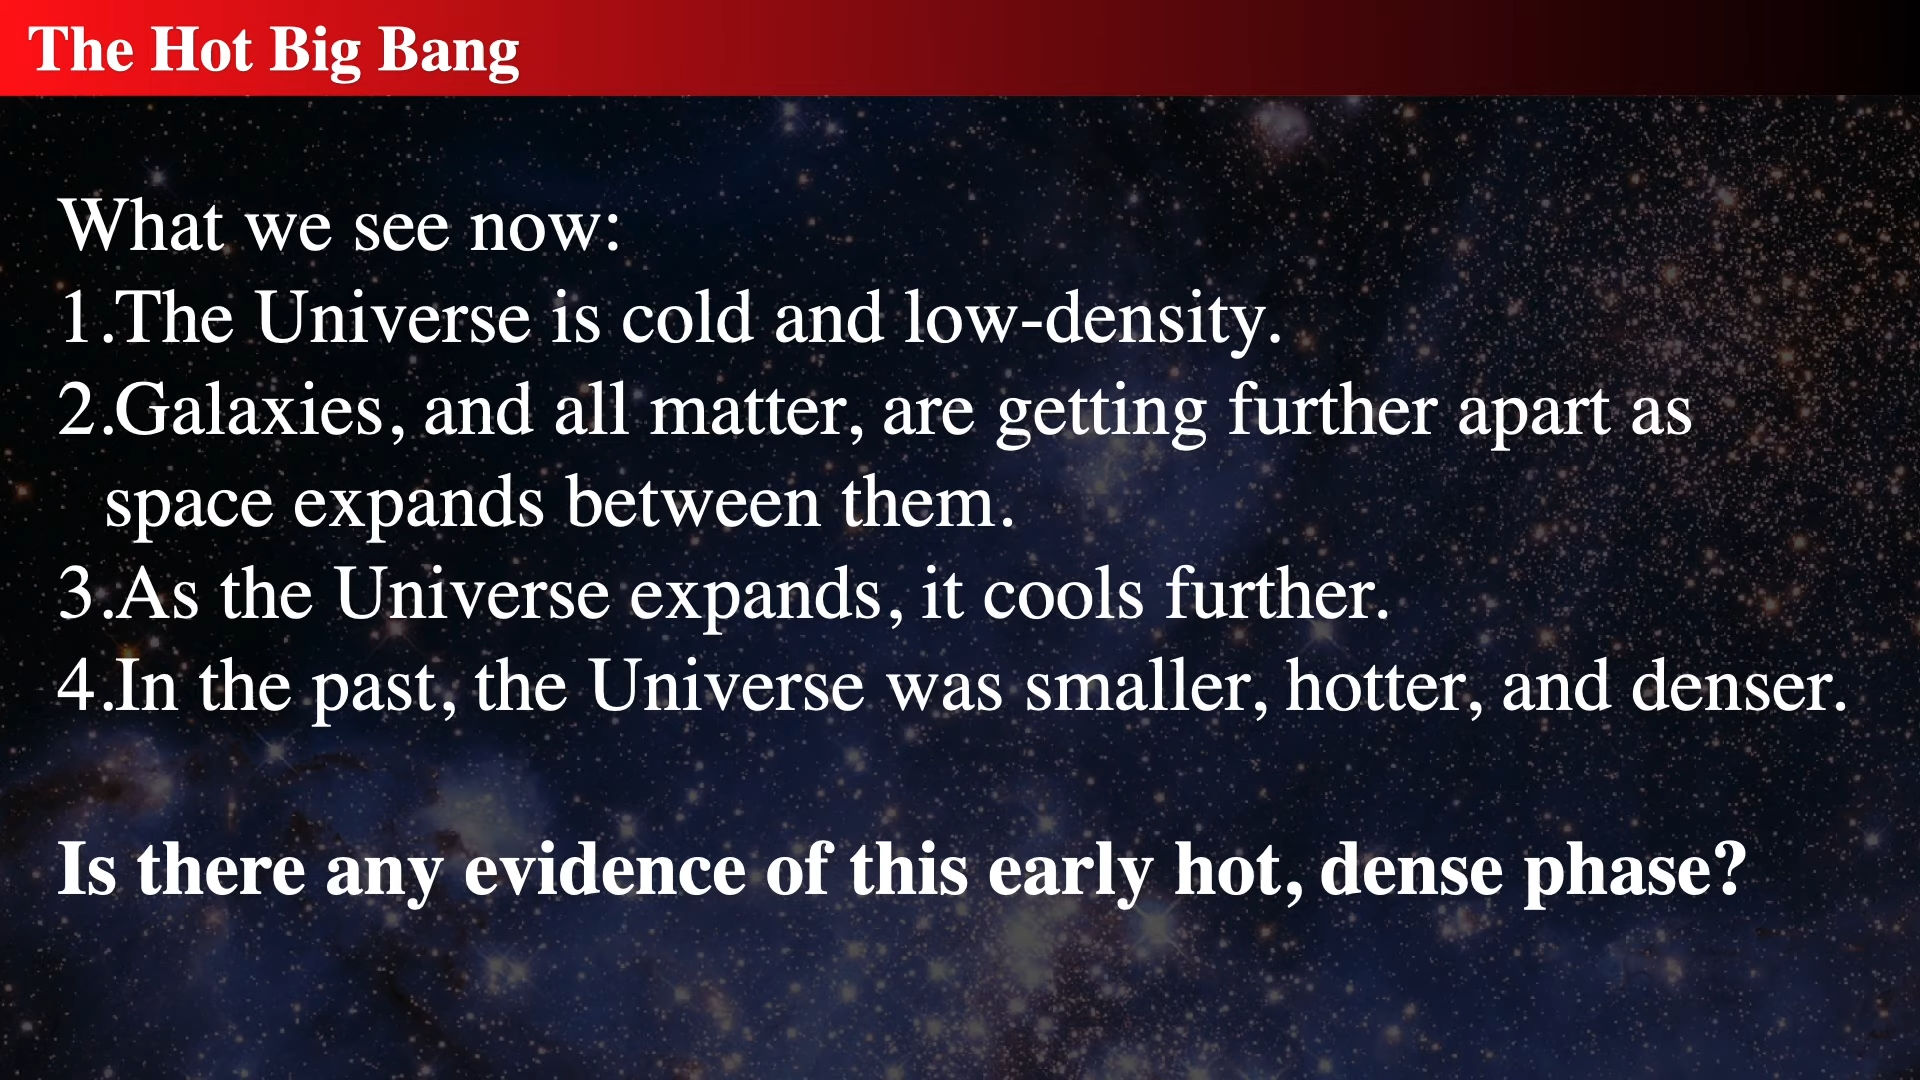 The Hot Big Bang
What we see now:
1.The Universe is cold and low-density.
2.Galaxies, and all matter, are getting further apart as
space expands between them.
3.As the Universe expands, it cools further.
4.In the past, the Universe was smaller, hotter, and denser.
Is there any evidence of this early hot, dense phase?